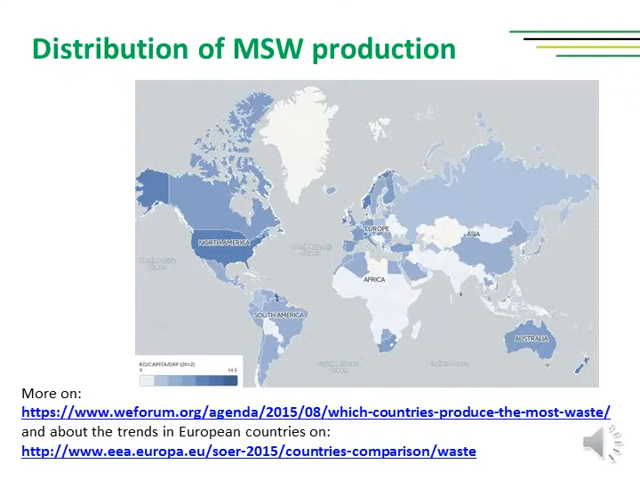 Distribution of MSW production
NORTH AMERICA
EUROPE
ASIA
AFRICA
SOUTH AMERICA
AUSTRALIA
KG/CAPITA/DAY (2012)
0
More on:
https://www.weforum.org/agenda/2015/08/which-countries-produce-the-most-waste/
and about the trends in European countries on:
http://www.eea.europa.eu/soer-2015/countries-comparison/waste